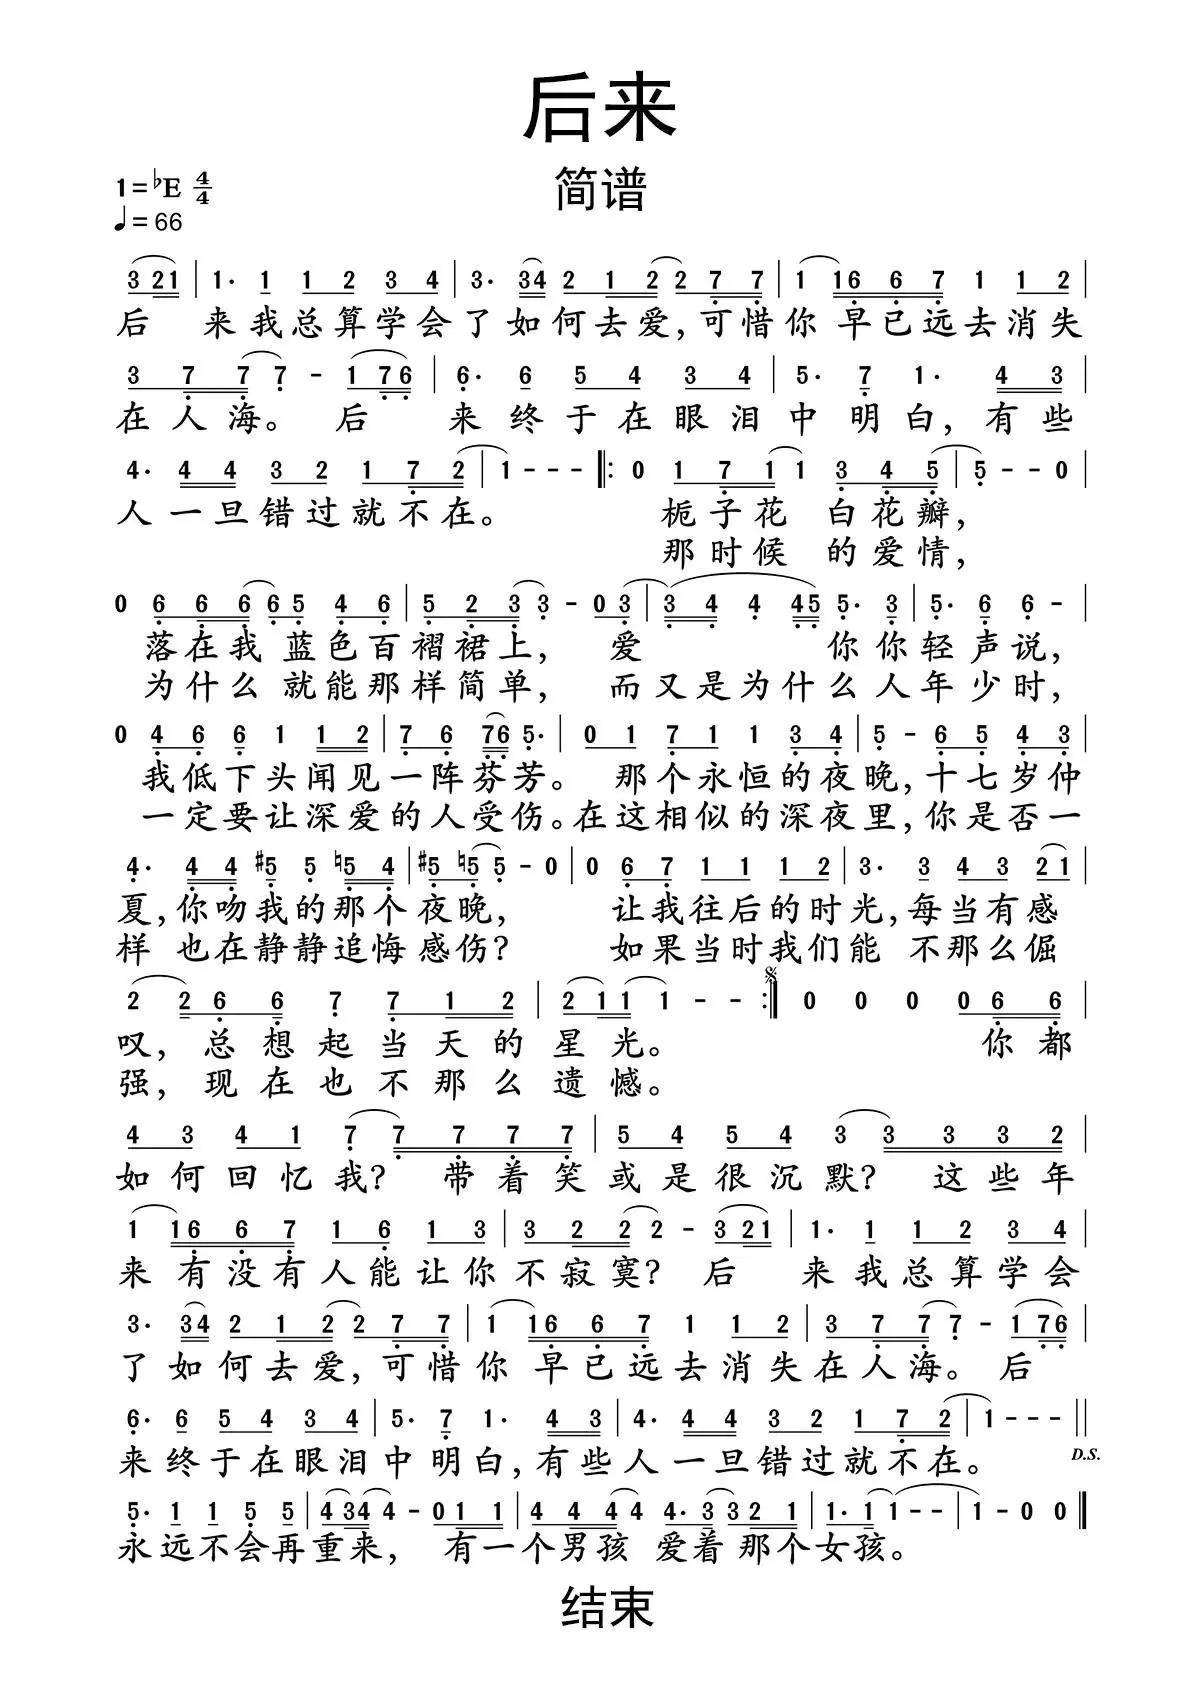 后来
简谱
1=♭E 4/4
♩=66
3 21 | 1· 1 1 2 3 4 | 3· 34 2 1 2 2 7 7 | 1 16 6 7 1 1 2 |
后 来我总算学会了如何去爱,可惜你早已远去消失
3 7 7 7 - 1 76 | 6· 6 5 4 3 4 | 5· 7 1· 4 3 |
在人海。后 来终于在眼泪中明白,有些
4· 4 4 3 2 1 7 2 | 1 - - - |: 0 1 7 1 1 3 4 5 | 5 - - 0 |
人一旦错过就不在。 栀子花 白花瓣,
那时候 的爱情,
0 6 6 6 6 5 4 6 | 5 2 3 3 - 0 3 | 3 4 4 45 5· 3 | 5· 6 6 - |
落在我蓝色百褶裙上, 爱 你你轻声说,
为什么就能那样简单, 而又是为什么人年少时,
0 4 6 6 1 1 2 | 7 6 76 5· | 0 1 7 1 1 3 4 | 5 - 6 5 4 3 |
我低下头闻见一阵芬芳。那个永恒的夜晚,十七岁仲
一定要让深爱的人受伤。在这相似的深夜里,你是否一
4· 4 4 #5 5 ♮5 4 | #5 ♮5 5 - 0 | 0 6 7 1 1 1 2 | 3· 3 4 3 2 1 |
夏,你吻我的那个夜晚, 让我往后的时光,每当有感
样 也在静静追悔感伤? 如果当时我们能 不那么倔
2 2 6 6 7 7 1 2 | 2 1 1 1 - - :| 0 0 0 0 6 6 |
叹,总想起当天的星光。 你都
强,现在也不那么遗憾。
4 3 4 1 7 7 7 7 7 | 5 4 5 4 3 3 3 3 2 |
如何回忆我? 带着笑或是很沉默? 这些年
1 16 6 7 1 6 1 3 | 3 2 2 2 2 - 3 21 | 1· 1 1 2 3 4 |
来有没有人能让你不寂寞?后 来我总算学会
3· 34 2 1 2 2 7 7 | 1 16 6 7 1 1 2 | 3 7 7 7 - 1 76 |
了如何去爱,可惜你早已远去消失在人海。后
6· 6 5 4 3 4 | 5· 7 1· 4 3 | 4· 4 4 3 2 1 7 2 | 1 - - - ||
来终于在眼泪中明白,有些人一旦错过就不在。 D.S.
5· 1 1 5 5 | 4 34 4 - 0 1 1 | 4 4 4 4 4· 3 3 2 1 | 1· 1 1 - - | 1 - 0 0 ‖
永远不会再重来, 有一个男孩 爱着那个女孩。
结束